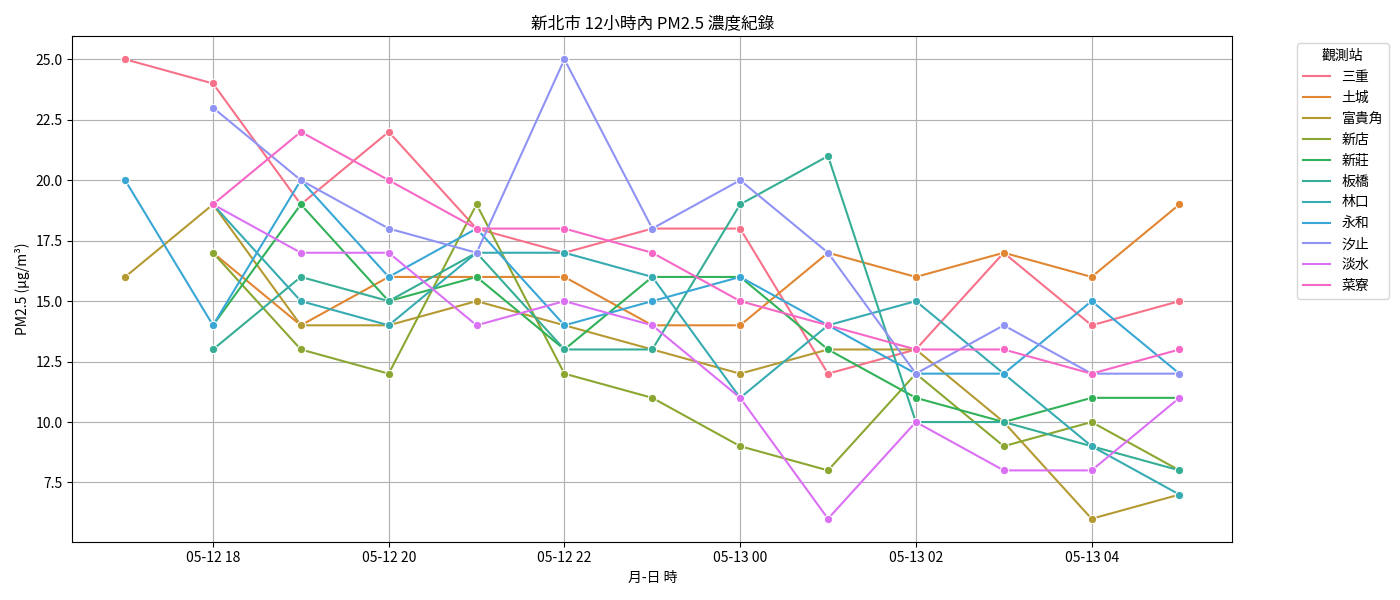 新北市 12小時內 PM2.5 濃度紀錄
25.0
22.5
20.0
17.5
15.0
12.5
10.0
7.5
PM2.5 (μg/m³)
05-12 18
05-12 20
05-12 22
05-13 00
05-13 02
05-13 04
月-日 時
觀測站
三重
土城
富貴角
新店
新莊
板橋
林口
永和
汐止
淡水
菜寮